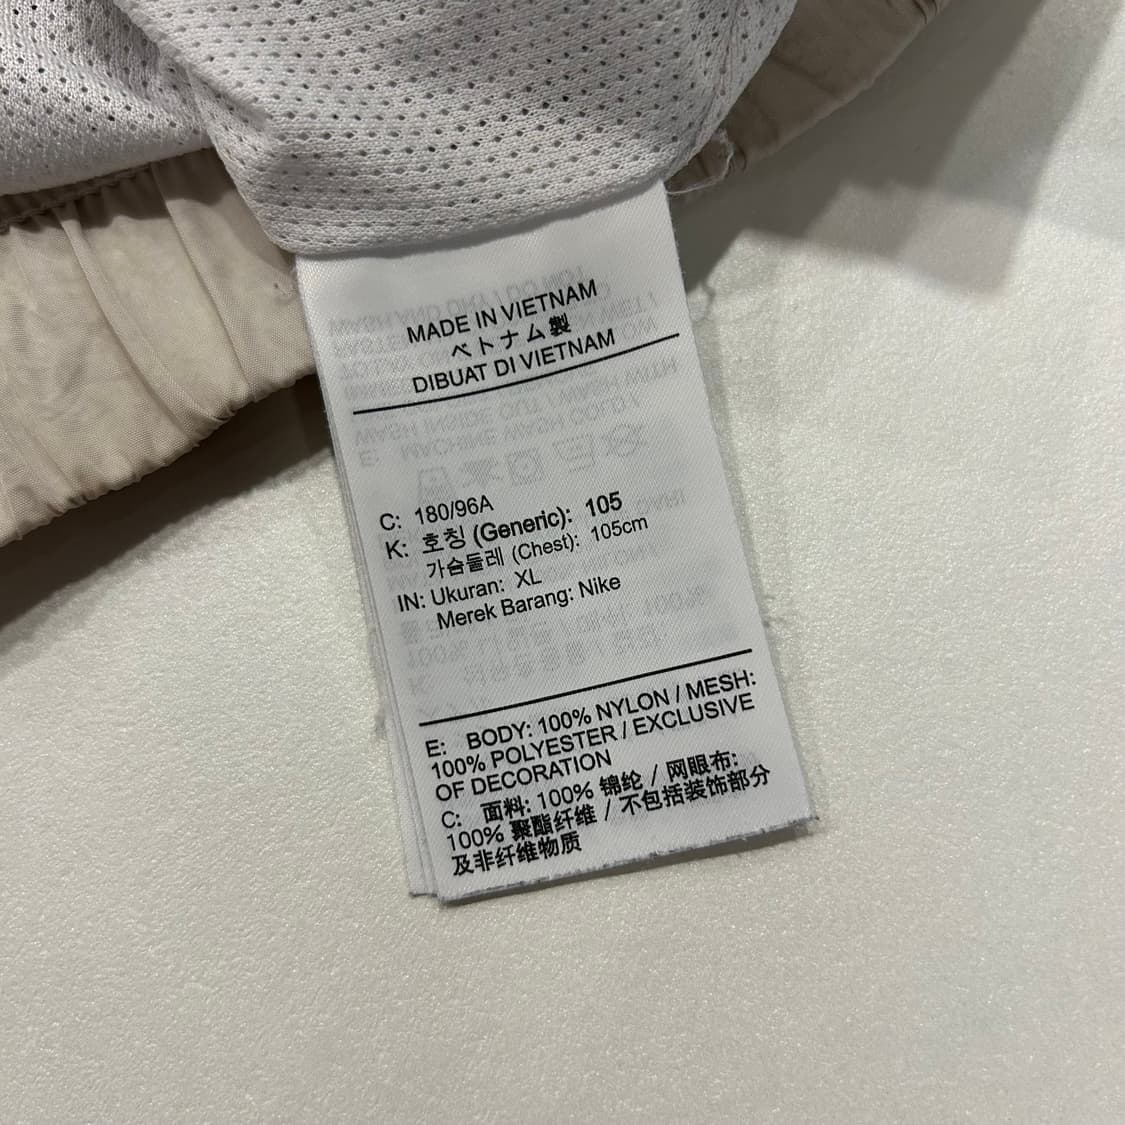 MADE IN VIETNAM
ベトナム製
DIBUAT DI VIETNAM
C: 180/96A
K: 호칭 (Generic): 105
가슴둘레 (Chest): 105cm
IN: Ukuran: XL
Merek Barang: Nike
E: BODY: 100% NYLON / MESH:
100% POLYESTER / EXCLUSIVE
OF DECORATION
C: 面料: 100% 锦纶 / 网眼布:
100% 聚酯纤维 / 不包括装饰部分
及非纤维物质